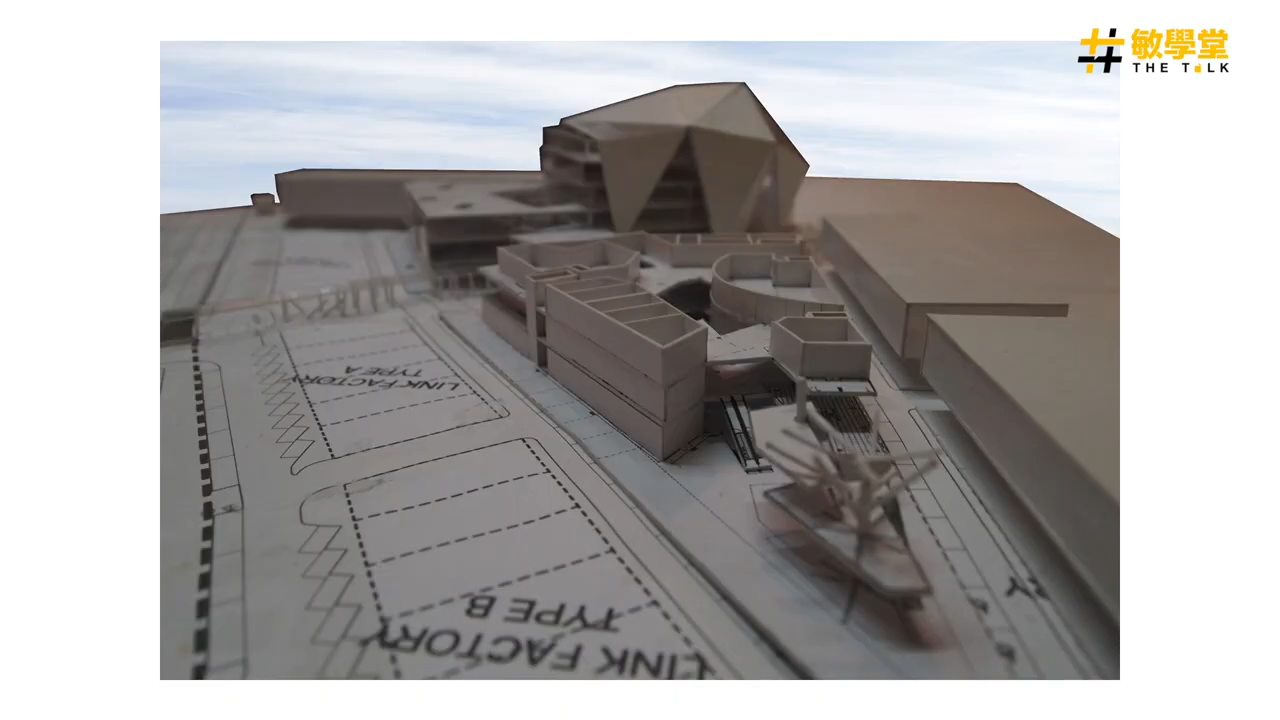 敏學堂
THE TALK
LINK FACTORY
TYPE A
LINK FACTORY
TYPE B